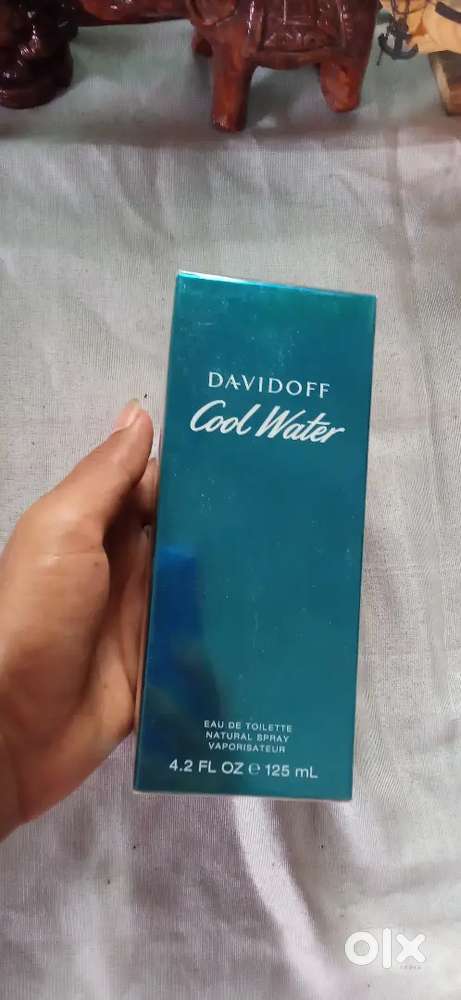 DAVIDOFF
Cool Water
EAU DE TOILETTE
NATURAL SPRAY
VAPORISATEUR
4.2 FL OZ ℮ 125 mL
olx